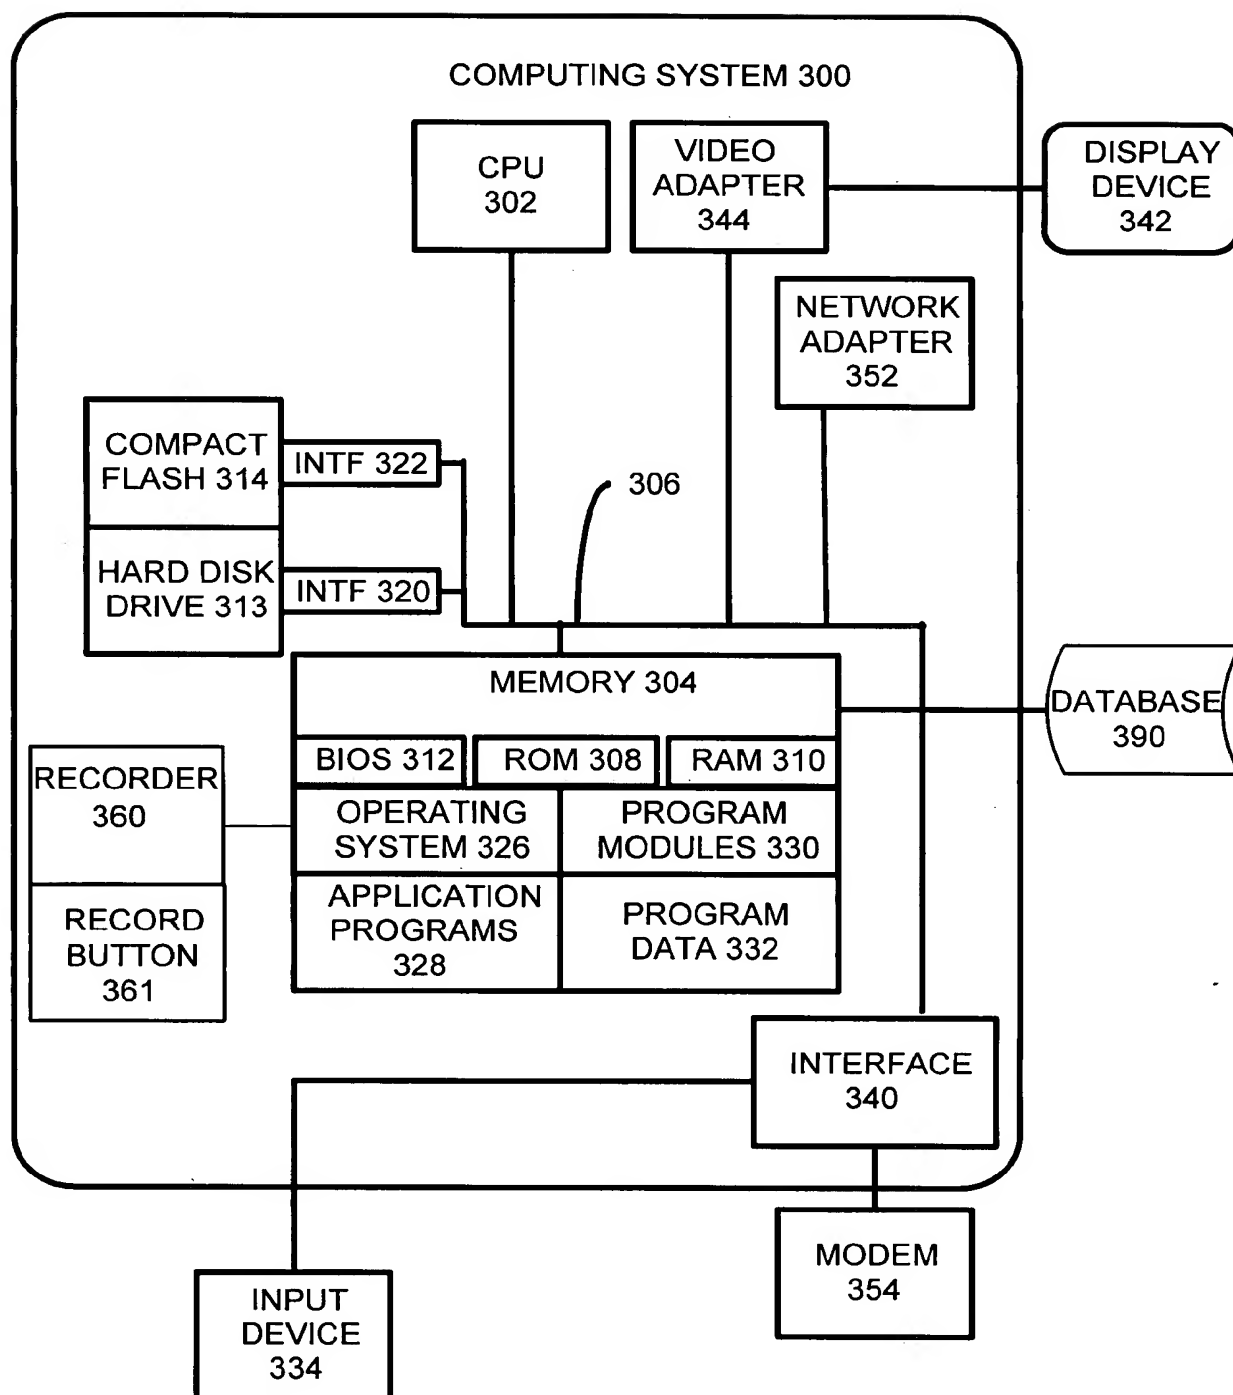 COMPUTING SYSTEM 300
CPU
302
VIDEO
ADAPTER
344
DISPLAY
DEVICE
342
NETWORK
ADAPTER
352
COMPACT
FLASH 314
INTF 322
306
HARD DISK
DRIVE 313
INTF 320
MEMORY 304
DATABASE
390
BIOS 312
ROM 308
RAM 310
RECORDER
360
OPERATING
SYSTEM 326
PROGRAM
MODULES 330
RECORD
BUTTON
361
APPLICATION
PROGRAMS
328
PROGRAM
DATA 332
INTERFACE
340
MODEM
354
INPUT
DEVICE
334